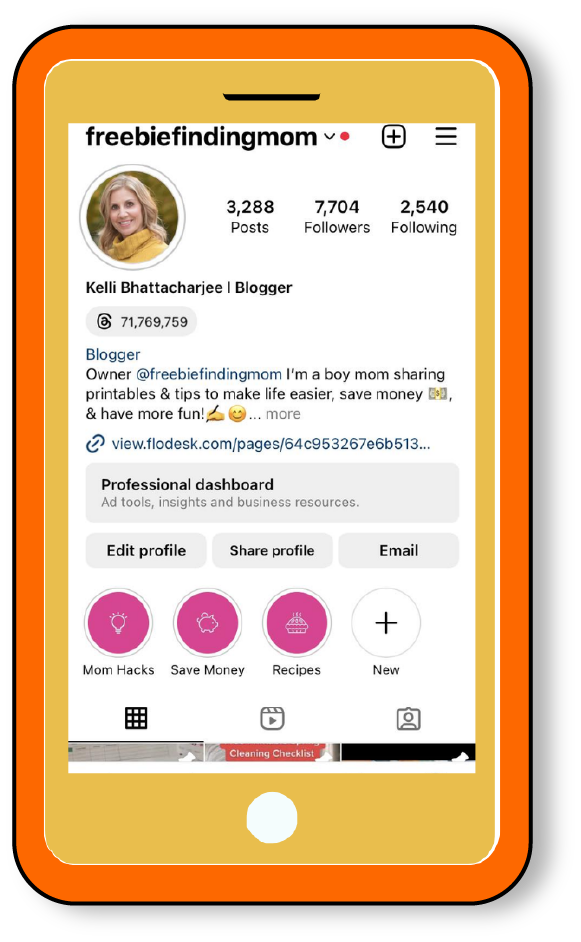 freebiefindingmom
3,288 7,704 2,540
Posts Followers Following
Kelli Bhattacharjee I Blogger
71,769,759
Blogger
Owner @freebiefindingmom I'm a boy mom sharing
printables & tips to make life easier, save money 💵,
& have more fun!✍️😊... more
view.flodesk.com/pages/64c953267e6b513...
Professional dashboard
Ad tools, insights and business resources.
Edit profile Share profile Email
Mom Hacks Save Money Recipes New
Cleaning Checklist